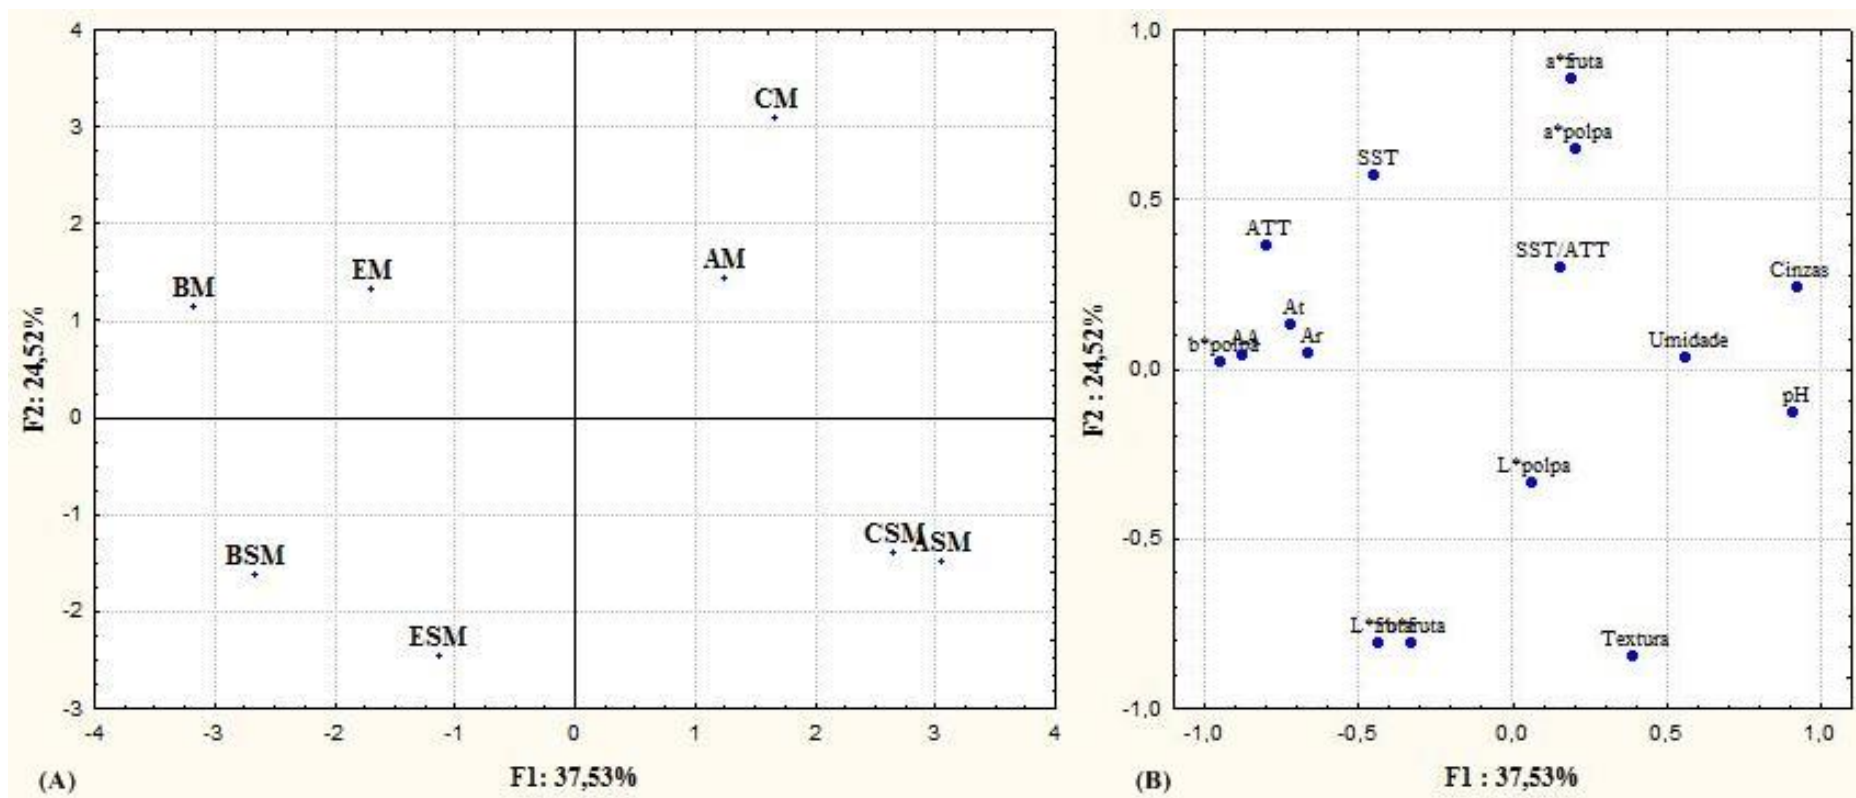 4
3
2
1
0
-1
-2
-3
-4
-3
-2
-1
0
1
2
3
4
CM
AM
EM
BM
CSM
ASM
BSM
ESM
F2: 24,52%
F1: 37,53%
(A)
1,0
0,5
0,0
-0,5
-1,0
-1,0
-0,5
0,0
0,5
1,0
a*fruta
a*polpa
SST
ATT
SST/ATT
Cinzas
At
AA
Ar
b*polpa
Umidade
pH
L*polpa
L*fruta
b*fruta
Textura
F2 : 24,52%
F1 : 37,53%
(B)